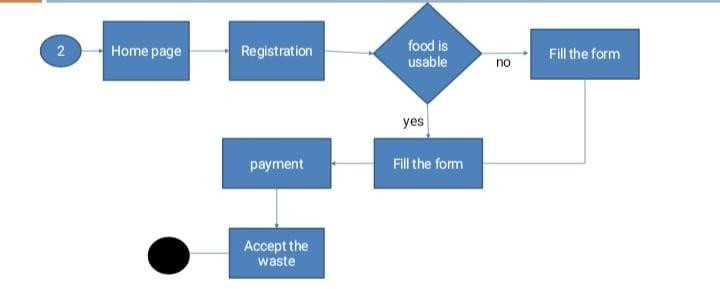 2
Home page
Registration
food is
usable
no
Fill the form
yes
payment
Fill the form
Accept the
waste